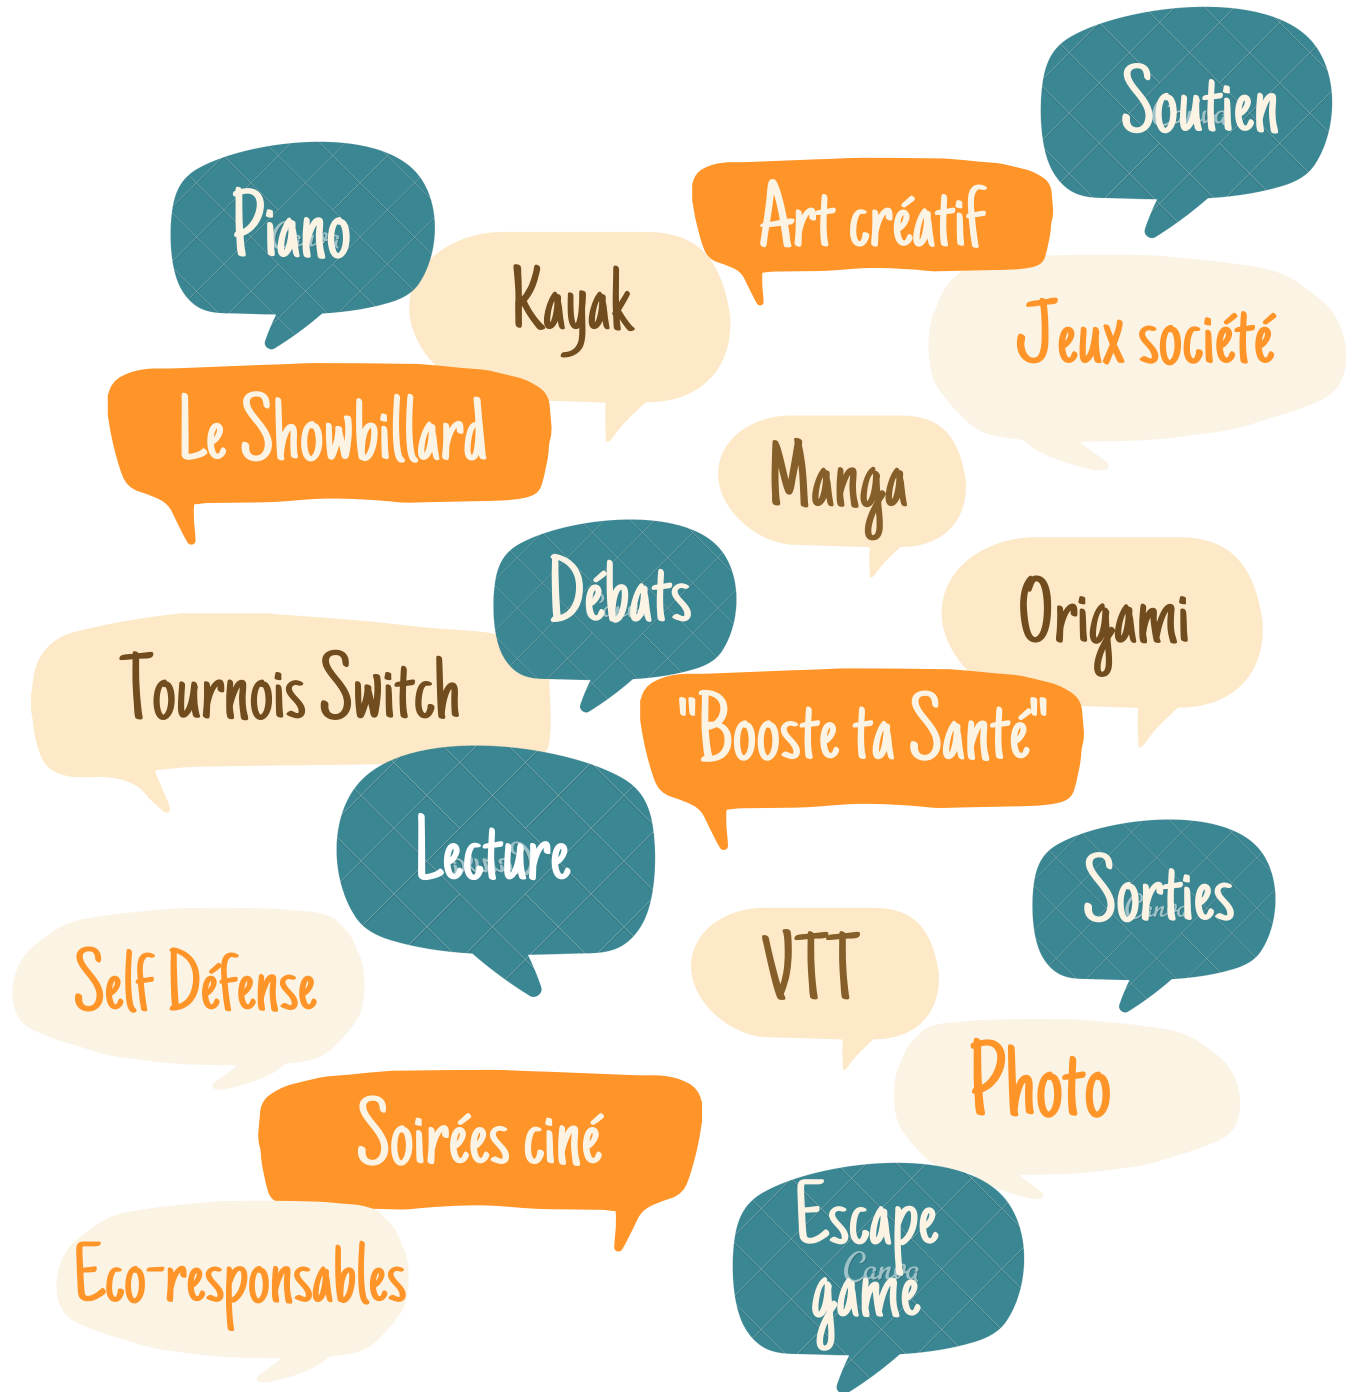 Soutien
Piano
Art créatif
Kayak
Jeux société
Le Showbillard
Manga
Débats
Origami
Tournois Switch
"Booste ta Santé"
Lecture
Sorties
Self Défense
VTT
Photo
Soirées ciné
Escape
game
Eco-responsables
Canva